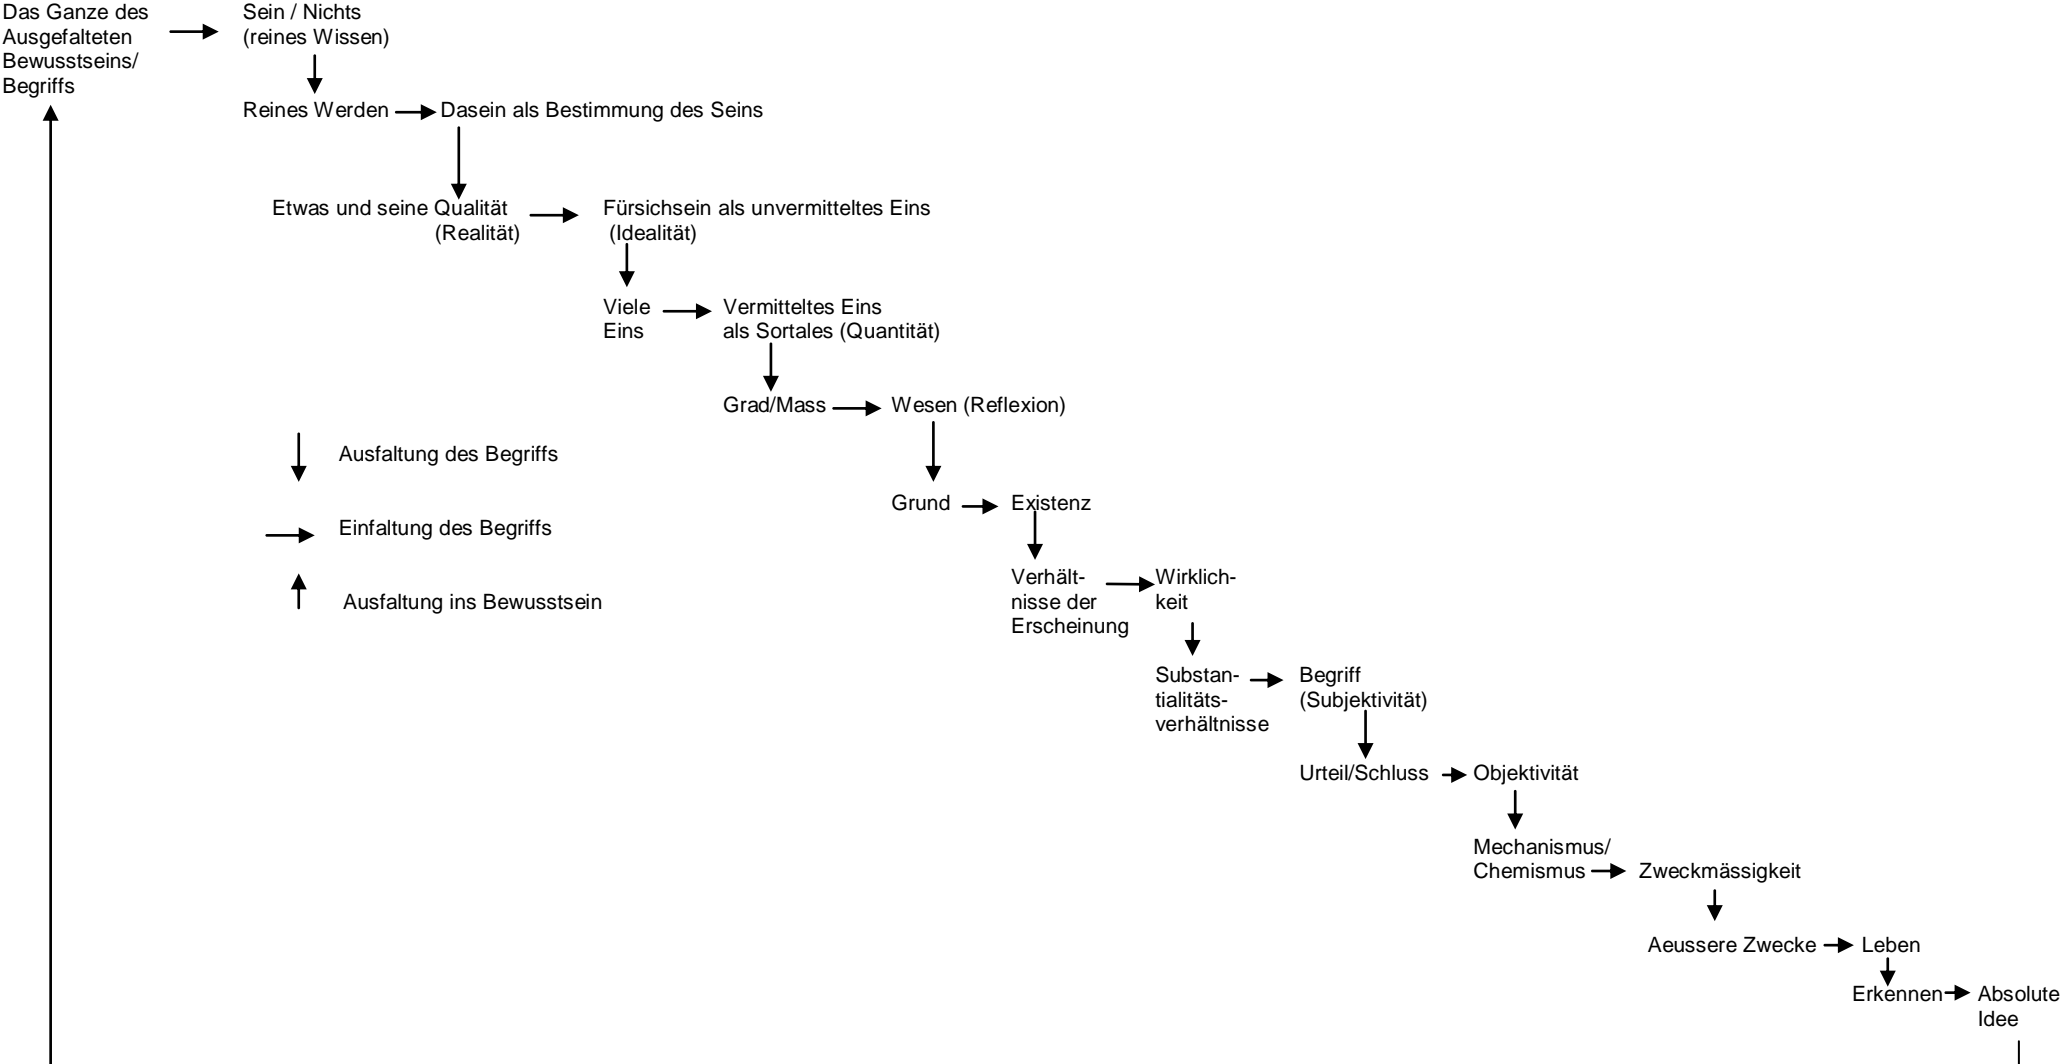 Das Ganze des
Ausgefalteten
Bewusstseins/
Begriffs
Sein / Nichts
(reines Wissen)
Reines Werden
Dasein als Bestimmung des Seins
Etwas und seine Qualität
(Realität)
Fürsichsein als unvermitteltes Eins
(Idealität)
Viele
Eins
Vermitteltes Eins
als Sortales (Quantität)
Grad/Mass
Wesen (Reflexion)
Ausfaltung des Begriffs
Einfaltung des Begriffs
Ausfaltung ins Bewusstsein
Grund
Existenz
Verhält-
nisse der
Erscheinung
Wirklich-
keit
Substan-
tialitäts-
verhältnisse
Begriff
(Subjektivität)
Urteil/Schluss
Objektivität
Mechanismus/
Chemismus
Zweckmässigkeit
Aeussere Zwecke
Leben
Erkennen
Absolute
Idee